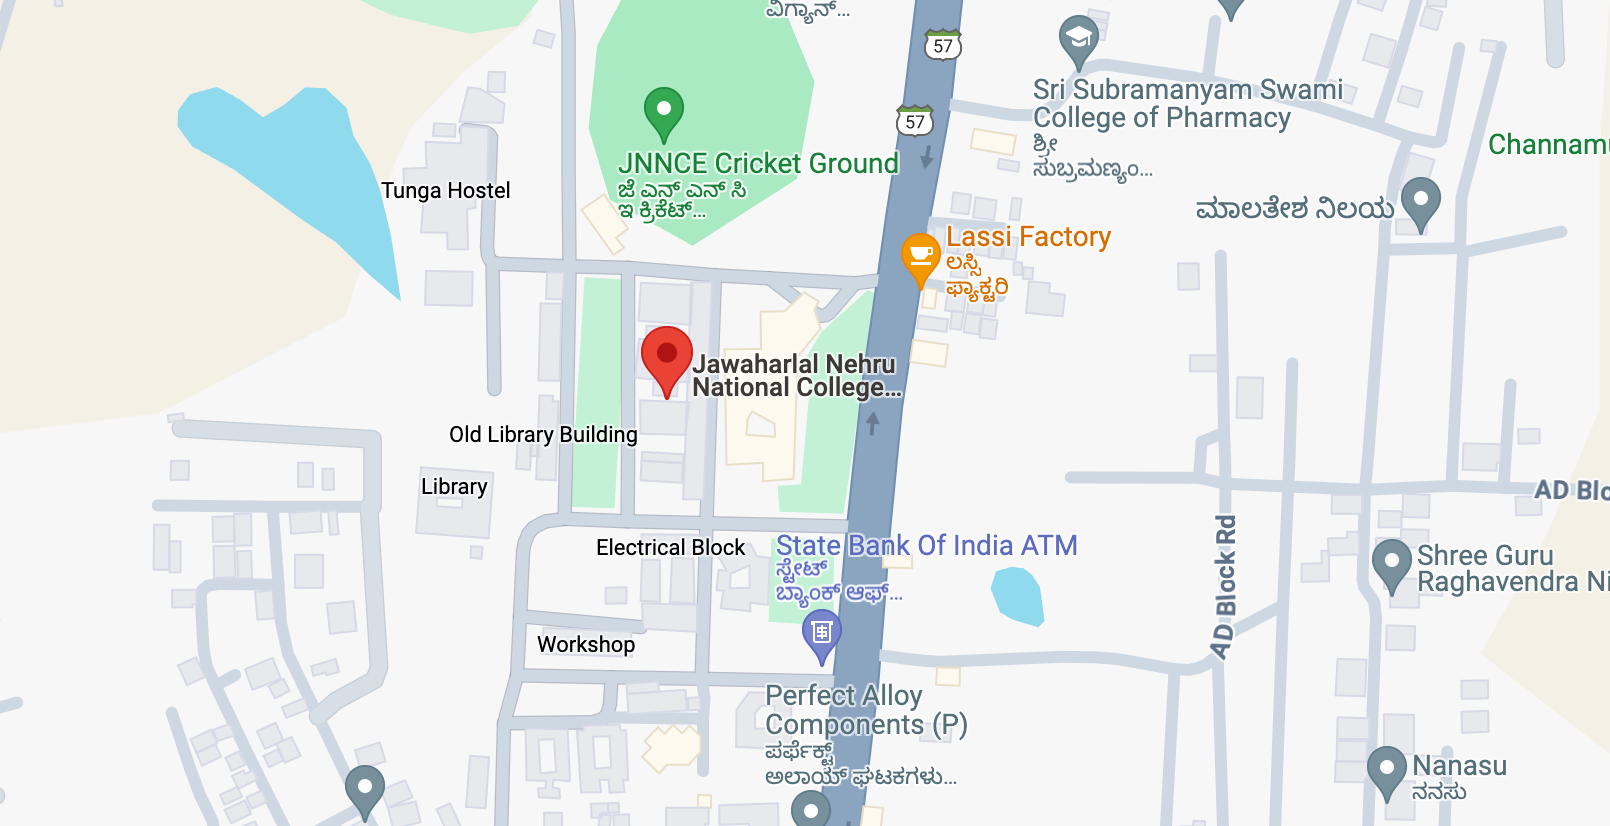 ವಿಗ್ಯಾನ್...
57
57
Sri Subramanyam Swami
College of Pharmacy
ಶ್ರೀ
ಸುಬ್ರಮಣ್ಯಂ...
Channamu
JNNCE Cricket Ground
ಜೆ ಎನ್ ಎನ್ ಸಿ
ಇ ಕ್ರಿಕೆಟ್...
Tunga Hostel
ಮಾಲತೇಶ ನಿಲಯ
Lassi Factory
ಲಸ್ಸಿ
ಫ್ಯಾಕ್ಟರಿ
Jawaharlal Nehru
National College...
Old Library Building
Library
AD Blo
Electrical Block
State Bank Of India ATM
ಸ್ಟೇಟ್
ಬ್ಯಾಂಕ್ ಆಫ್...
AD Block Rd
Shree Guru
Raghavendra Ni
Workshop
Perfect Alloy
Components (P)
ಪರ್ಫೆಕ್ಟ್
ಅಲಾಯ್ ಘಟಕಗಳು...
Nanasu
ನನಸು